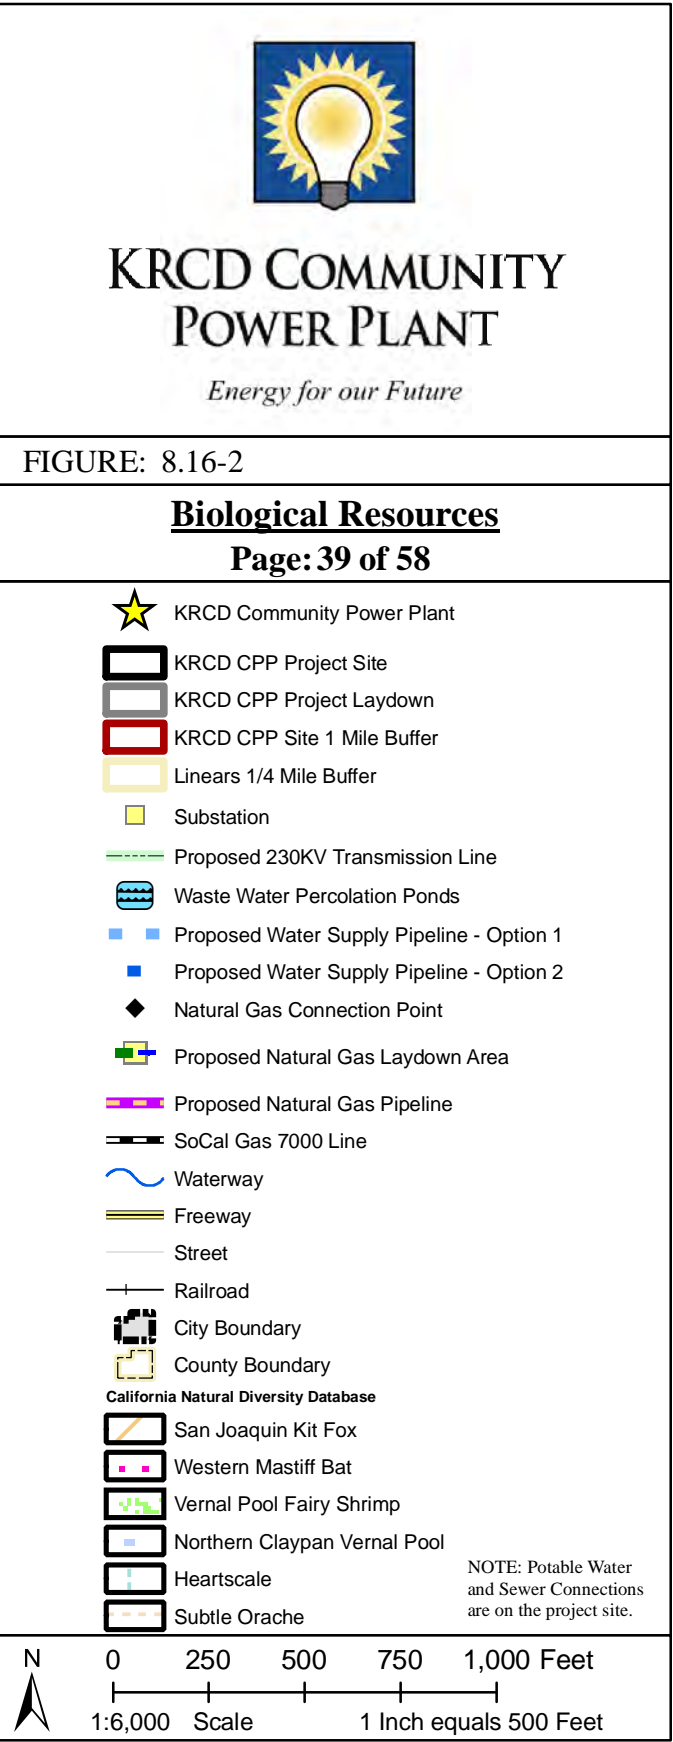 KRCD COMMUNITY
POWER PLANT
Energy for our Future
FIGURE: 8.16-2
Biological Resources
Page: 39 of 58
KRCD Community Power Plant
KRCD CPP Project Site
KRCD CPP Project Laydown
KRCD CPP Site 1 Mile Buffer
Linears 1/4 Mile Buffer
Substation
Proposed 230KV Transmission Line
Waste Water Percolation Ponds
Proposed Water Supply Pipeline - Option 1
Proposed Water Supply Pipeline - Option 2
Natural Gas Connection Point
Proposed Natural Gas Laydown Area
Proposed Natural Gas Pipeline
SoCal Gas 7000 Line
Waterway
Freeway
Street
Railroad
City Boundary
County Boundary
California Natural Diversity Database
San Joaquin Kit Fox
Western Mastiff Bat
Vernal Pool Fairy Shrimp
Northern Claypan Vernal Pool
Heartscale
Subtle Orache
NOTE: Potable Water
and Sewer Connections
are on the project site.
N
0 250 500 750 1,000 Feet
1:6,000 Scale 1 Inch equals 500 Feet